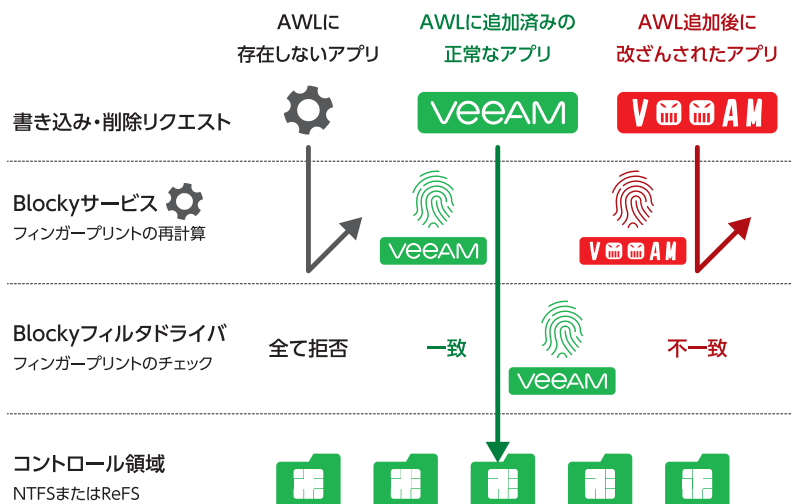 AWLに
存在しないアプリ
AWLに追加済みの
正常なアプリ
AWL追加後に
改ざんされたアプリ
書き込み・削除リクエスト
veeAM
V AM
Blockyサービス
フィンガープリントの再計算
veeAM
V AM
Blockyフィルタドライバ
フィンガープリントのチェック
全て拒否
一致
veeAM
不一致
コントロール領域
NTFSまたはReFS